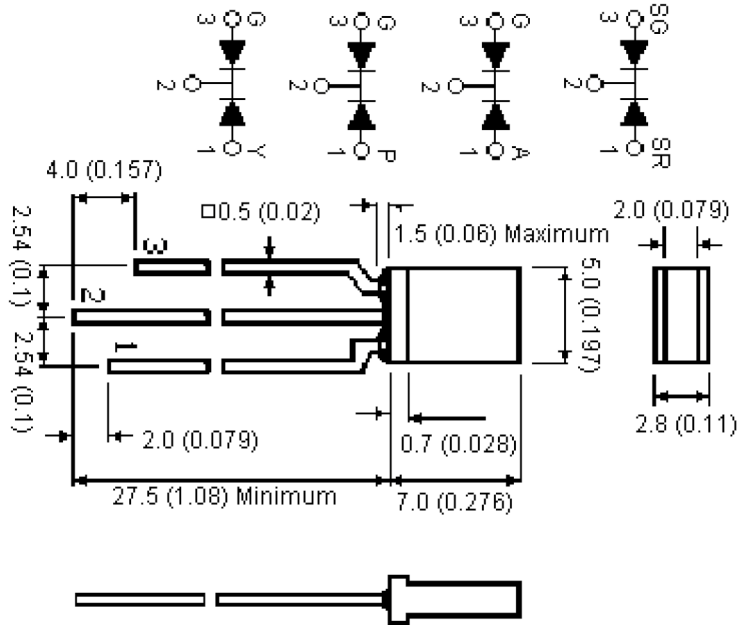 3 G
2
1 Y
3 G
2
1 P
3 G
2
1 A
3 SG
2
1 SR
4.0 (0.157)
□0.5 (0.02)
2.0 (0.079)
1.5 (0.06) Maximum
2.54 (0.1)
3
2
5.0 (0.197)
2.54 (0.1)
1
2.8 (0.11)
2.0 (0.079)
0.7 (0.028)
27.5 (1.08) Minimum
7.0 (0.276)